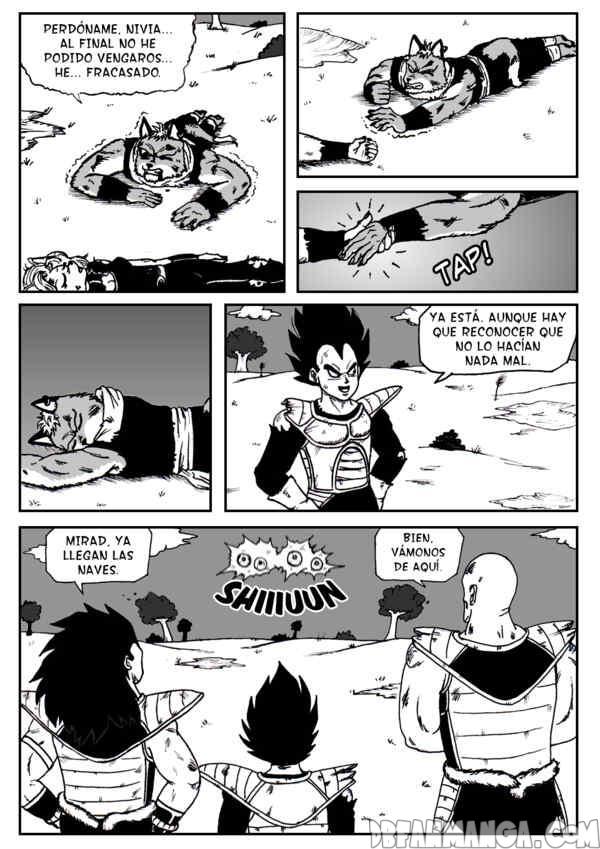 PERDÓNAME, NIVIA...
AL FINAL NO HE
PODIDO VENGAROS...
HE... FRACASADO.
TAP!
YA ESTÁ. AUNQUE HAY
QUE RECONOCER QUE
NO LO HACÍAN
NADA MAL.
MIRAD, YA
LLEGAN LAS
NAVES.
SHIIIUUN
BIEN,
VÁMONOS
DE AQUÍ.
DBFANMANGA.COM